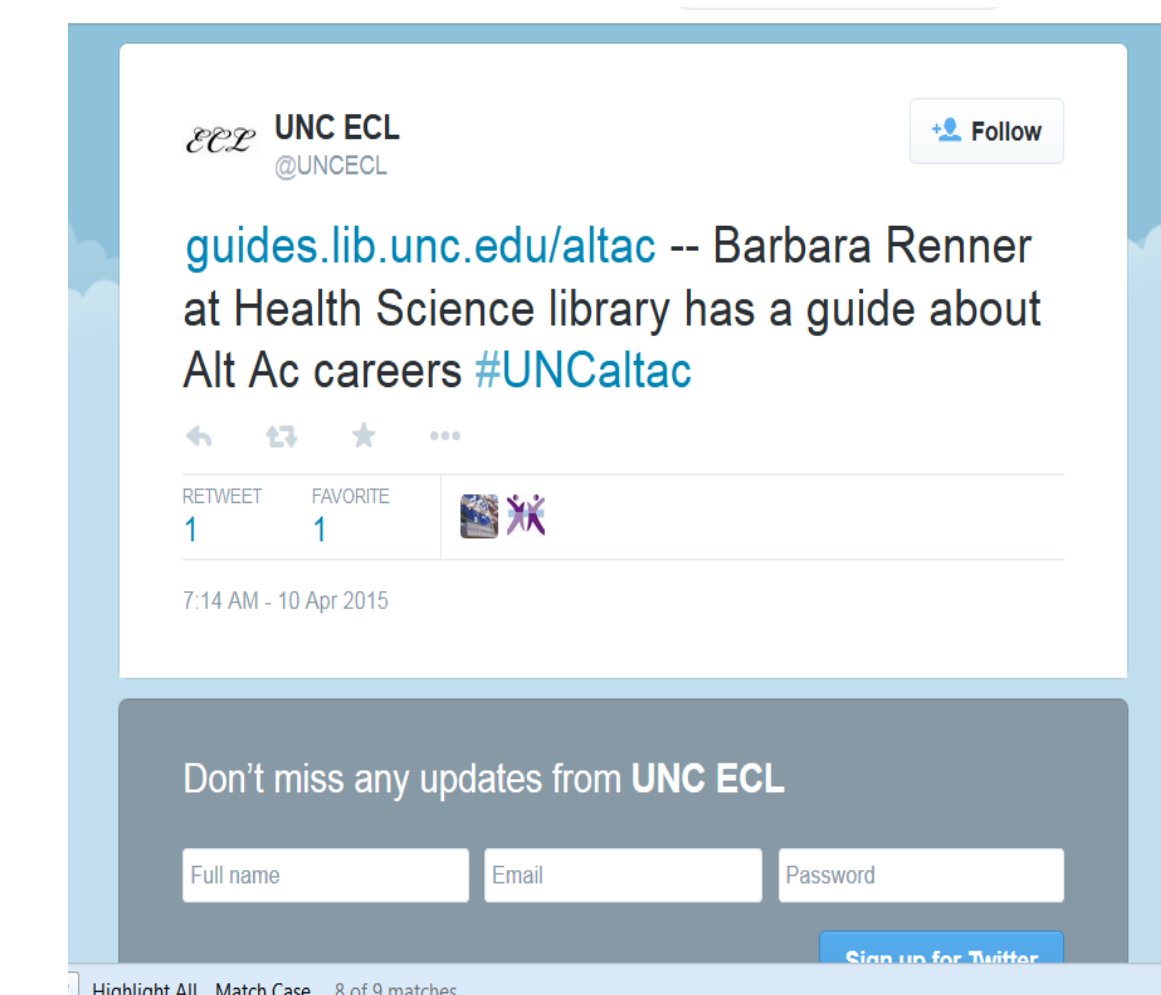 ECL
UNC ECL
@UNCECL
Follow
guides.lib.unc.edu/altac -- Barbara Renner
at Health Science library has a guide about
Alt Ac careers #UNCaltac
RETWEET FAVORITE
1 1
7:14 AM - 10 Apr 2015
Don't miss any updates from UNC ECL
Full name Email Password
Sign up for Twitter
Highlight All Match Case 8 of 9 matches